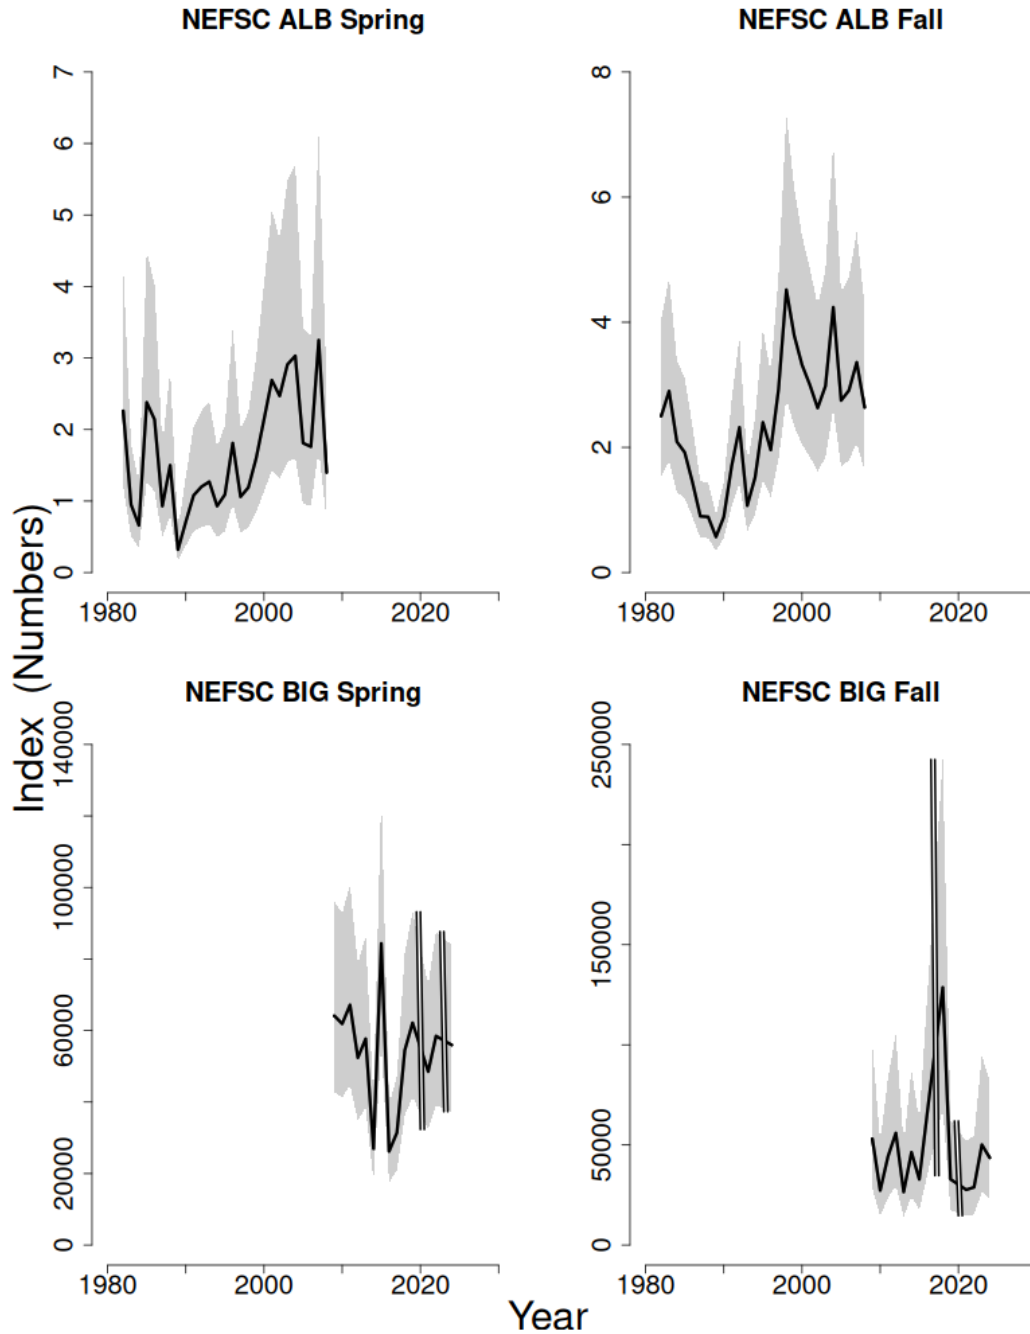 NEFSC ALB Spring
7
6
5
4
3
2
1
0
1980 2000 2020
NEFSC ALB Fall
8
6
4
2
0
1980 2000 2020
Index (Numbers)
NEFSC BIG Spring
140000
100000
60000
20000
0
1980 2000 2020
NEFSC BIG Fall
250000
150000
50000
0
1980 2000 2020
Year